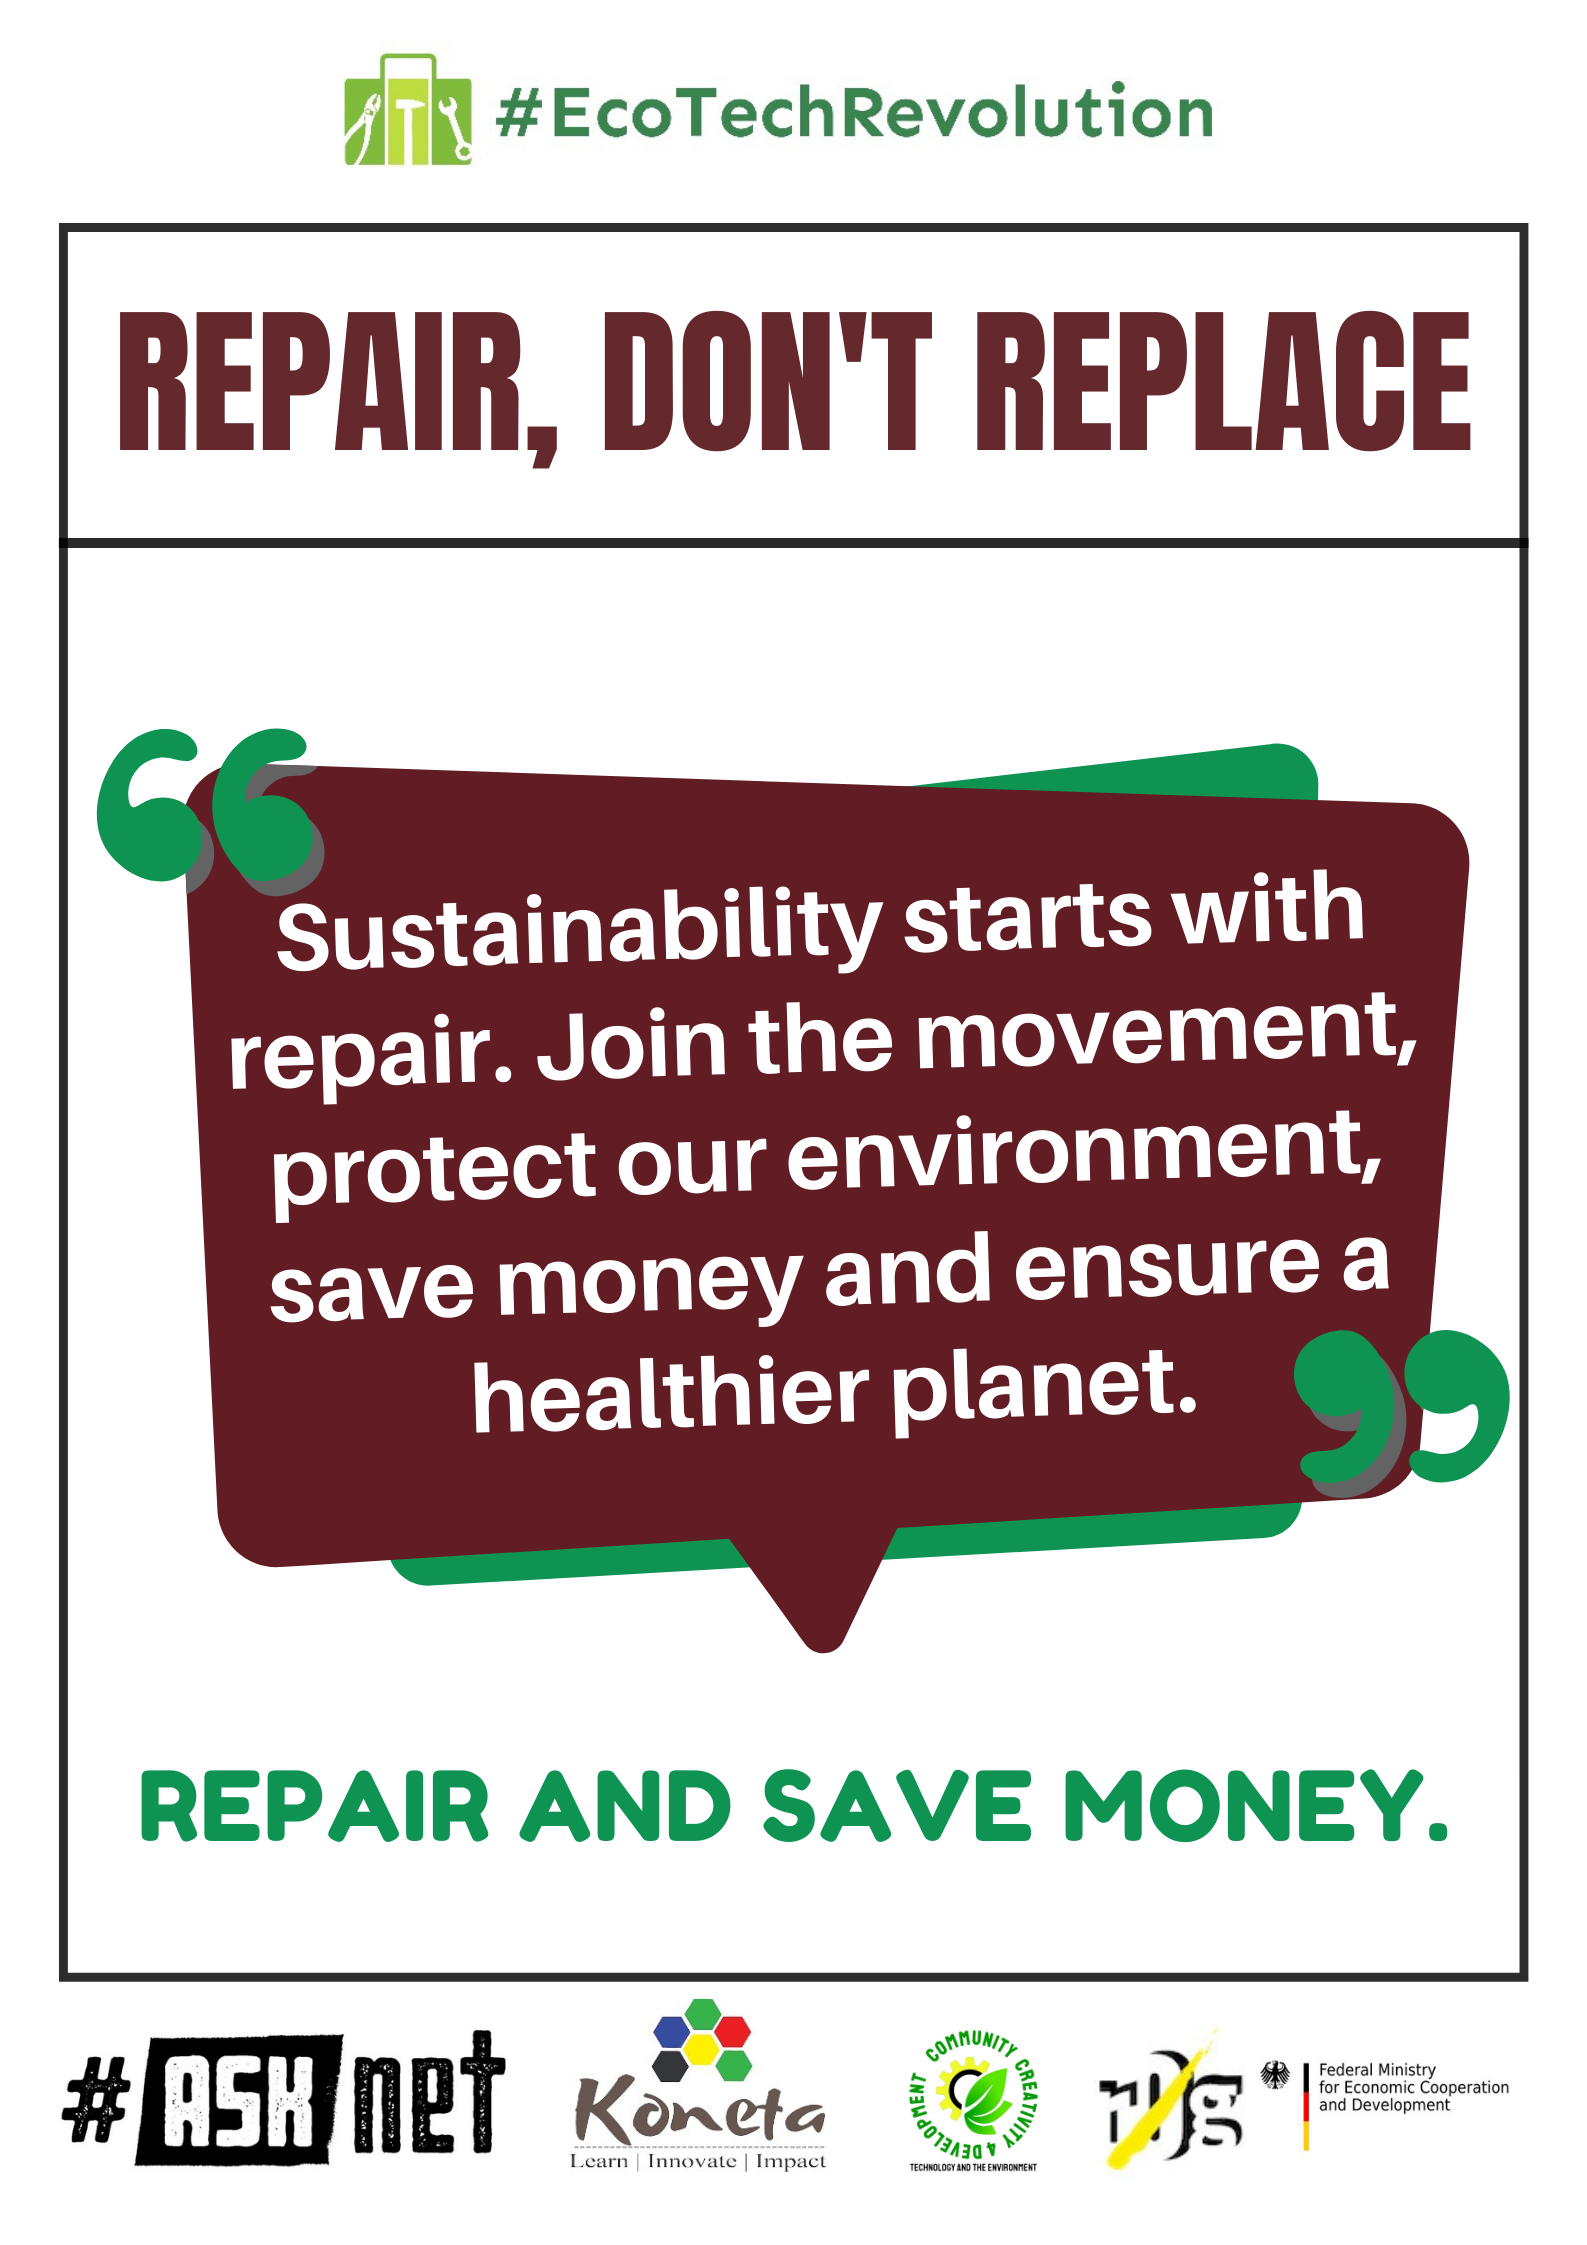 #EcoTechRevolution
REPAIR, DON'T REPLACE
Sustainability starts with
repair. Join the movement,
protect our environment,
save money and ensure a
healthier planet.
REPAIR AND SAVE MONEY.
#ASKnet
Koneta
Learn | Innovate | Impact
COMMUNITY CREATIVITY 4 DEVELOPMENT
TECHNOLOGY AND THE ENVIRONMENT
r0g
Federal Ministry
for Economic Cooperation
and Development